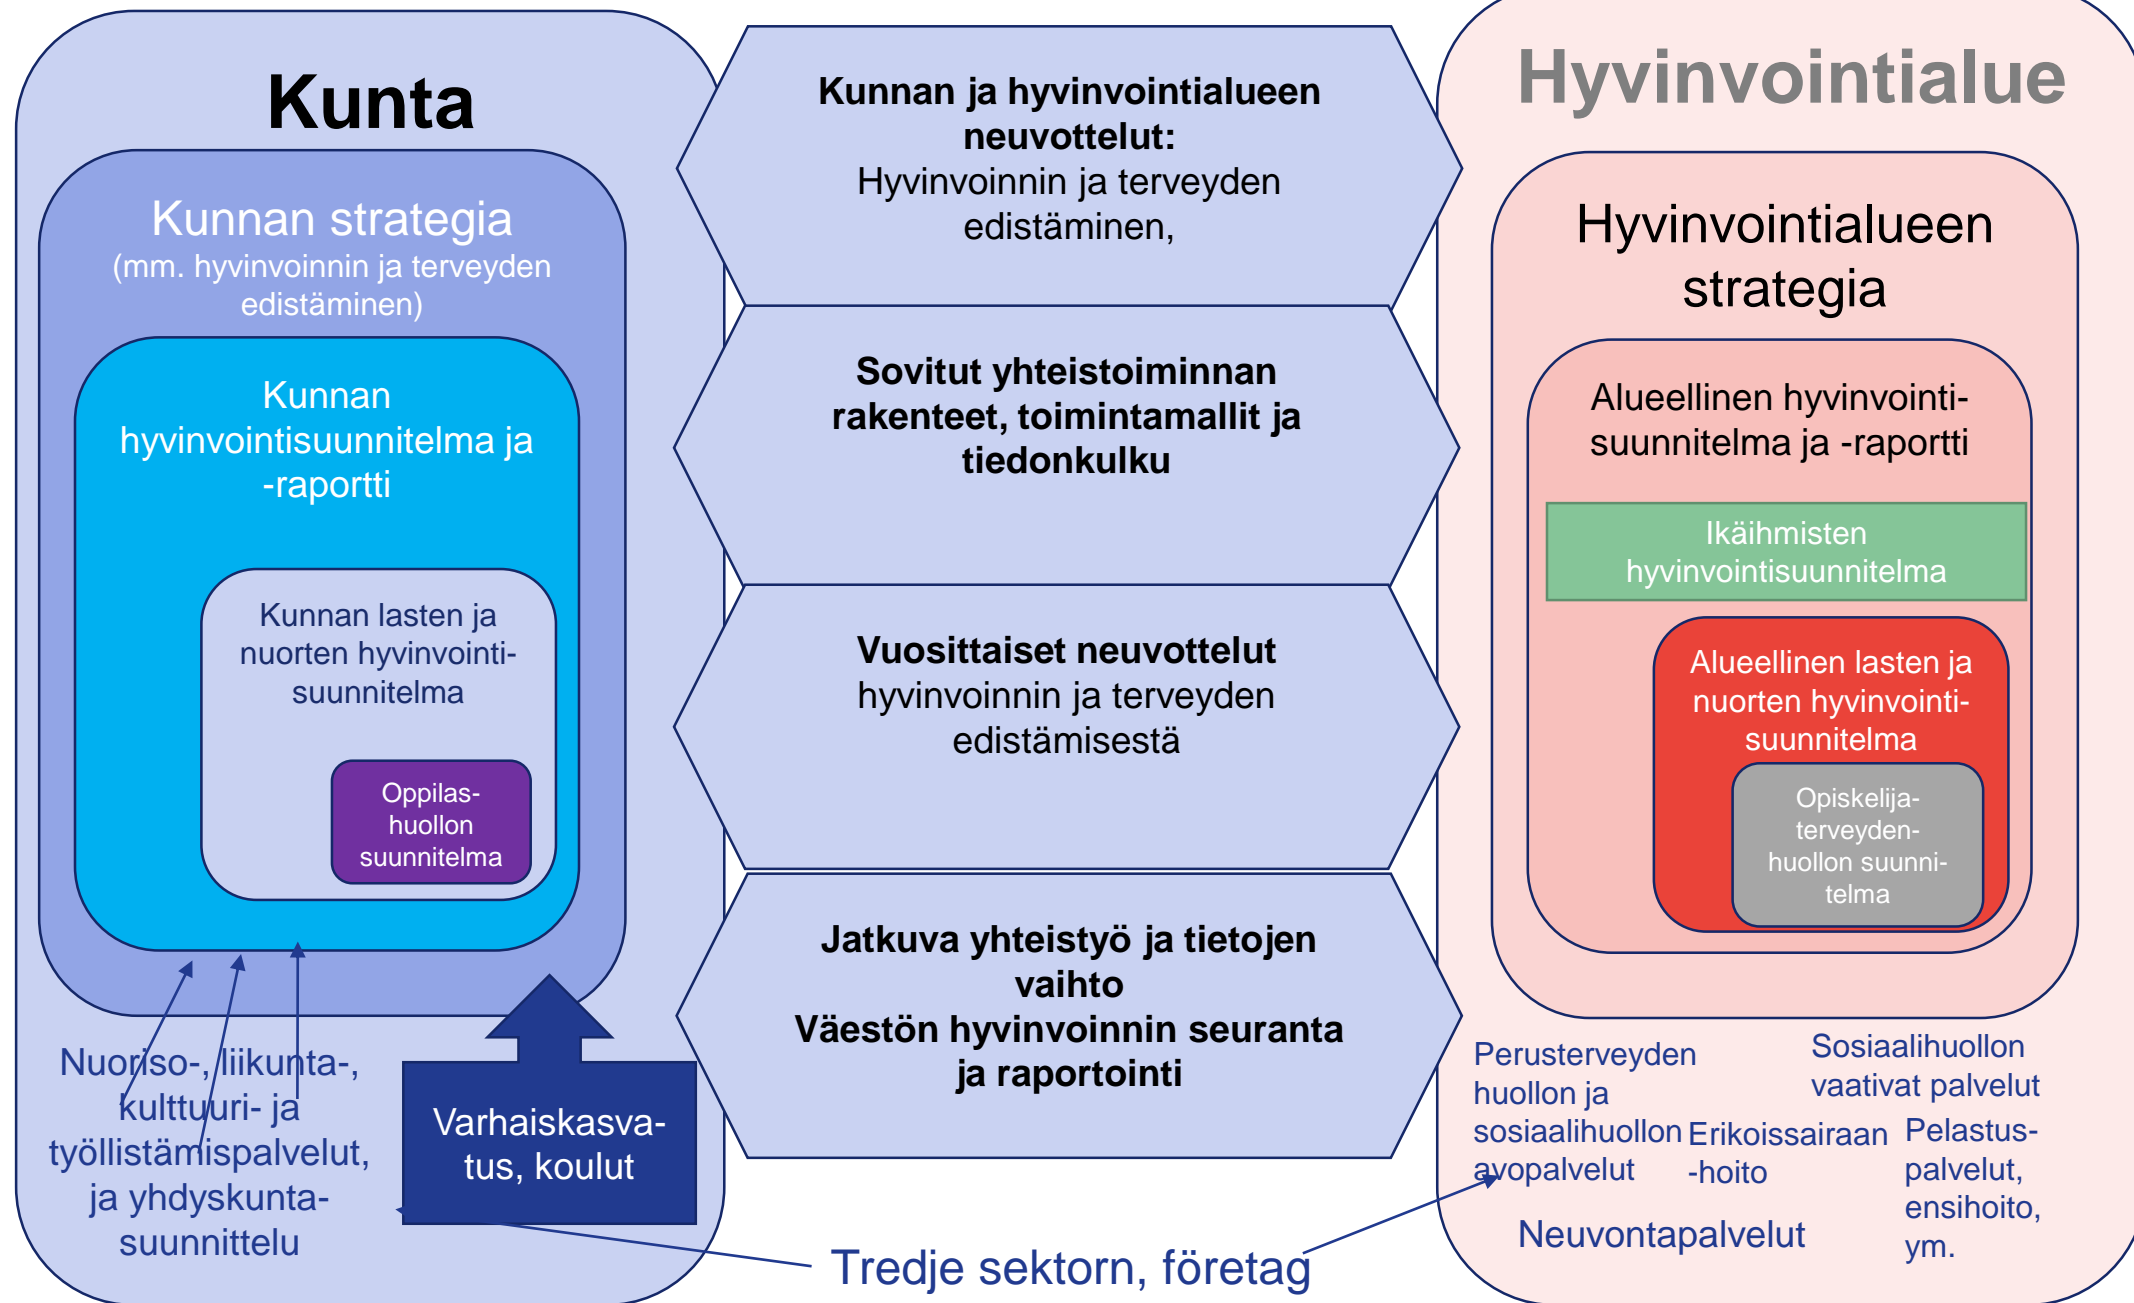 Kunta
Kunnan strategia
(mm. hyvinvoinnin ja terveyden
edistäminen)
Kunnan
hyvinvointisuunnitelma ja
-raportti
Kunnan lasten ja
nuorten hyvinvointi-
suunnitelma
Oppilas-
huollon
suunnitelma
Nuoriso-, liikunta-,
kulttuuri- ja
työllistämispalvelut,
ja yhdyskunta-
suunnittelu
Varhaiskasva-
tus, koulut
Kunnan ja hyvinvointialueen
neuvottelut:
Hyvinvoinnin ja terveyden
edistäminen,
Sovitut yhteistoiminnan
rakenteet, toimintamallit ja
tiedonkulku
Vuosittaiset neuvottelut
hyvinvoinnin ja terveyden
edistämisestä
Jatkuva yhteistyö ja tietojen
vaihto
Väestön hyvinvoinnin seuranta
ja raportointi
Tredje sektorn, företag
Hyvinvointialue
Hyvinvointialueen
strategia
Alueellinen hyvinvointi-
suunnitelma ja -raportti
Ikäihmisten
hyvinvointisuunnitelma
Alueellinen lasten ja
nuorten hyvinvointi-
suunnitelma
Opiskelija-
terveyden-
huollon suunni-
telma
Perusterveyden
huollon ja
sosiaalihuollon
avopalvelut
Sosiaalihuollon
vaativat palvelut
Erikoissairaan
-hoito
Pelastus-
palvelut,
ensihoito,
ym.
Neuvontapalvelut